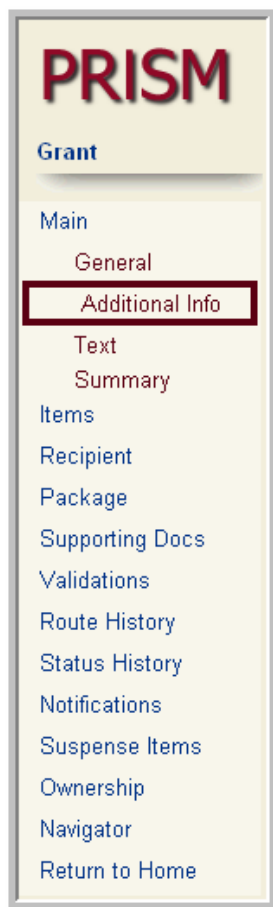 PRISM
Grant
Main
General
Additional Info
Text
Summary
Items
Recipient
Package
Supporting Docs
Validations
Route History
Status History
Notifications
Suspense Items
Ownership
Navigator
Return to Home